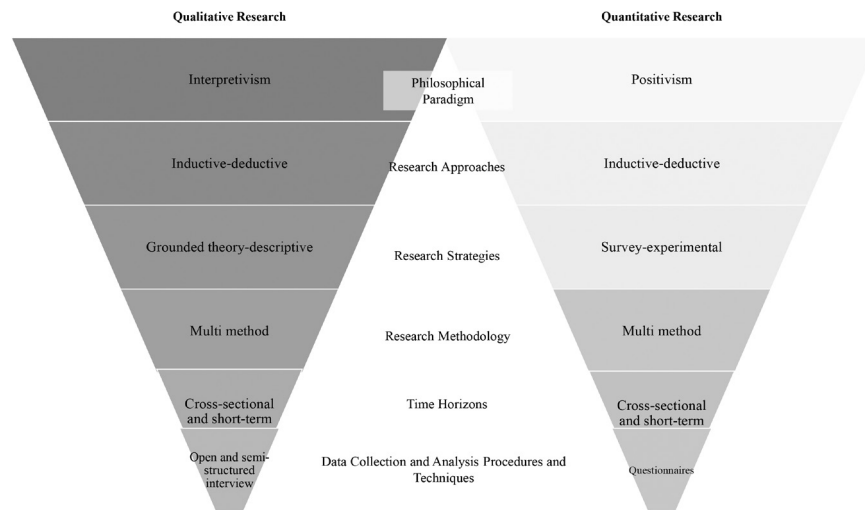 Qualitative Research
Quantitative Research
Interpretivism
Philosophical
Paradigm
Positivism
Inductive-deductive
Research Approaches
Inductive-deductive
Grounded theory-descriptive
Research Strategies
Survey-experimental
Multi method
Research Methodology
Multi method
Cross-sectional
and short-term
Time Horizons
Cross-sectional
and short-term
Open and semi-
structured
interview
Data Collection and Analysis Procedures and
Techniques
Questionnaires